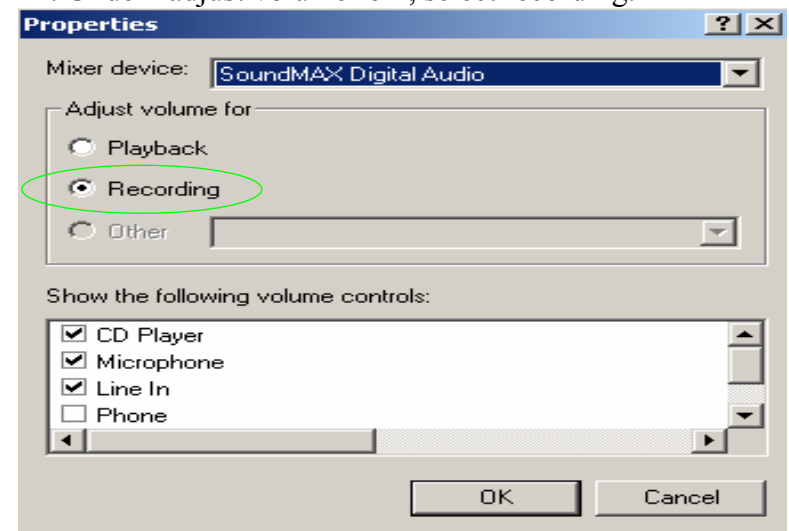 Properties
Mixer device: SoundMAX Digital Audio
Adjust volume for
Playback
Recording
Other
Show the following volume controls:
CD Player
Microphone
Line In
Phone
OK Cancel